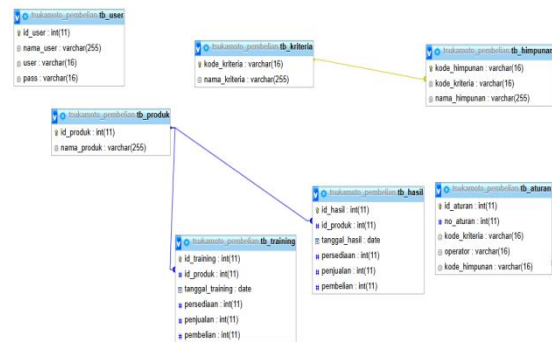 tsukamoto_pembelian.tb_user
id_user : int(11)
nama_user : varchar(255)
user : varchar(16)
pass : varchar(16)
tsukamoto_pembelian.tb_kriteria
kode_kriteria : varchar(16)
nama_kriteria : varchar(255)
tsukamoto_pembelian.tb_himpunan
kode_himpunan : varchar(16)
kode_kriteria : varchar(16)
nama_himpunan : varchar(255)
tsukamoto_pembelian.tb_produk
id_produk : int(11)
nama_produk : varchar(255)
tsukamoto_pembelian.tb_hasil
id_hasil : int(11)
id_produk : int(11)
tanggal_hasil : date
persediaan : int(11)
penjualan : int(11)
pembelian : int(11)
tsukamoto_pembelian.tb_aturan
id_aturan : int(11)
no_aturan : int(11)
kode_kriteria : varchar(16)
operator : varchar(16)
kode_himpunan : varchar(16)
tsukamoto_pembelian.tb_training
id_training : int(11)
id_produk : int(11)
tanggal_training : date
persediaan : int(11)
penjualan : int(11)
pembelian : int(11)